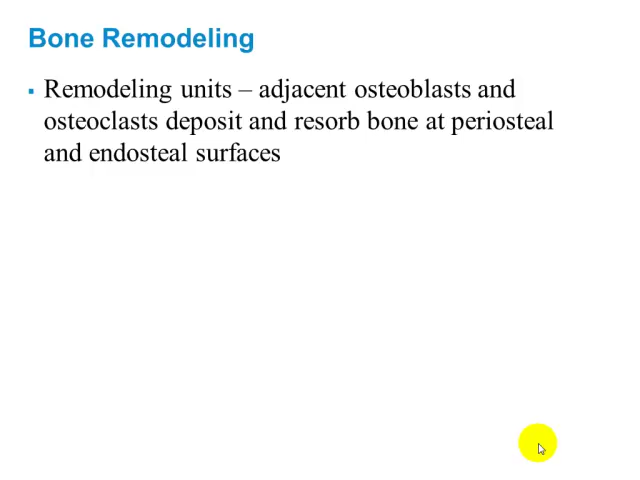 Bone Remodeling
▪ Remodeling units – adjacent osteoblasts and
osteoclasts deposit and resorb bone at periosteal
and endosteal surfaces